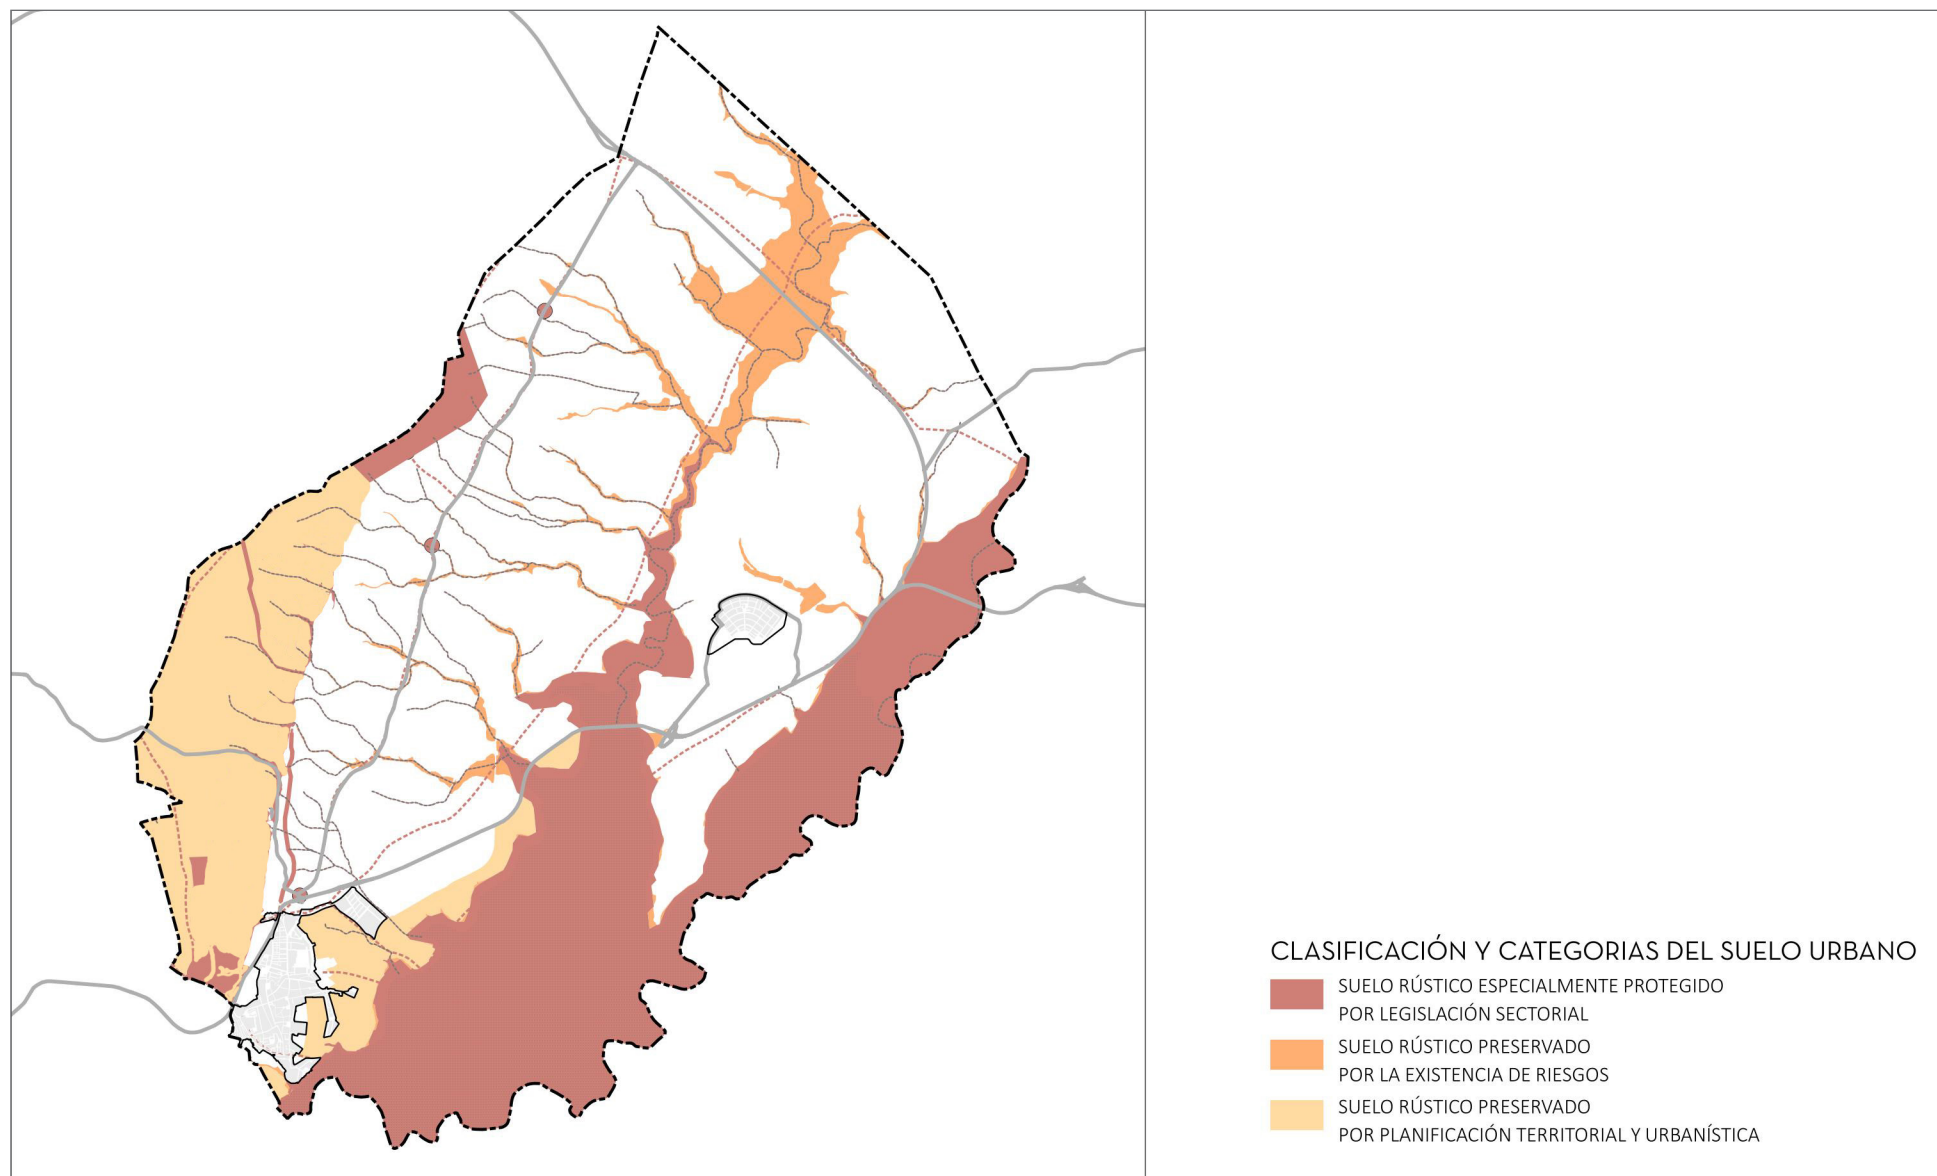 CLASIFICACIÓN Y CATEGORIAS DEL SUELO URBANO
SUELO RÚSTICO ESPECIALMENTE PROTEGIDO
POR LEGISLACIÓN SECTORIAL
SUELO RÚSTICO PRESERVADO
POR LA EXISTENCIA DE RIESGOS
SUELO RÚSTICO PRESERVADO
POR PLANIFICACIÓN TERRITORIAL Y URBANÍSTICA